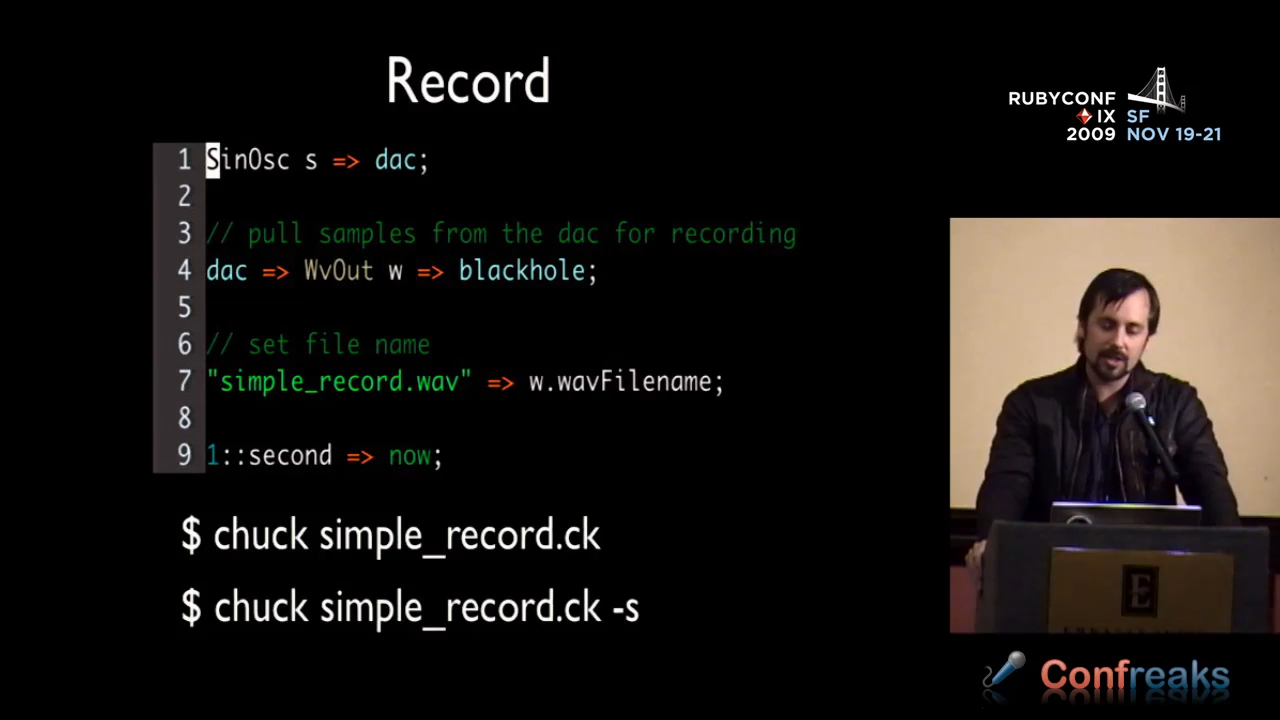 Record
1 SinOsc s => dac;
2
3 // pull samples from the dac for recording
4 dac => WvOut w => blackhole;
5
6 // set file name
7 "simple_record.wav" => w.wavFilename;
8
9 1::second => now;
$ chuck simple_record.ck
$ chuck simple_record.ck -s
RUBYCONF
IX SF
2009 NOV 19-21
E
Confreaks